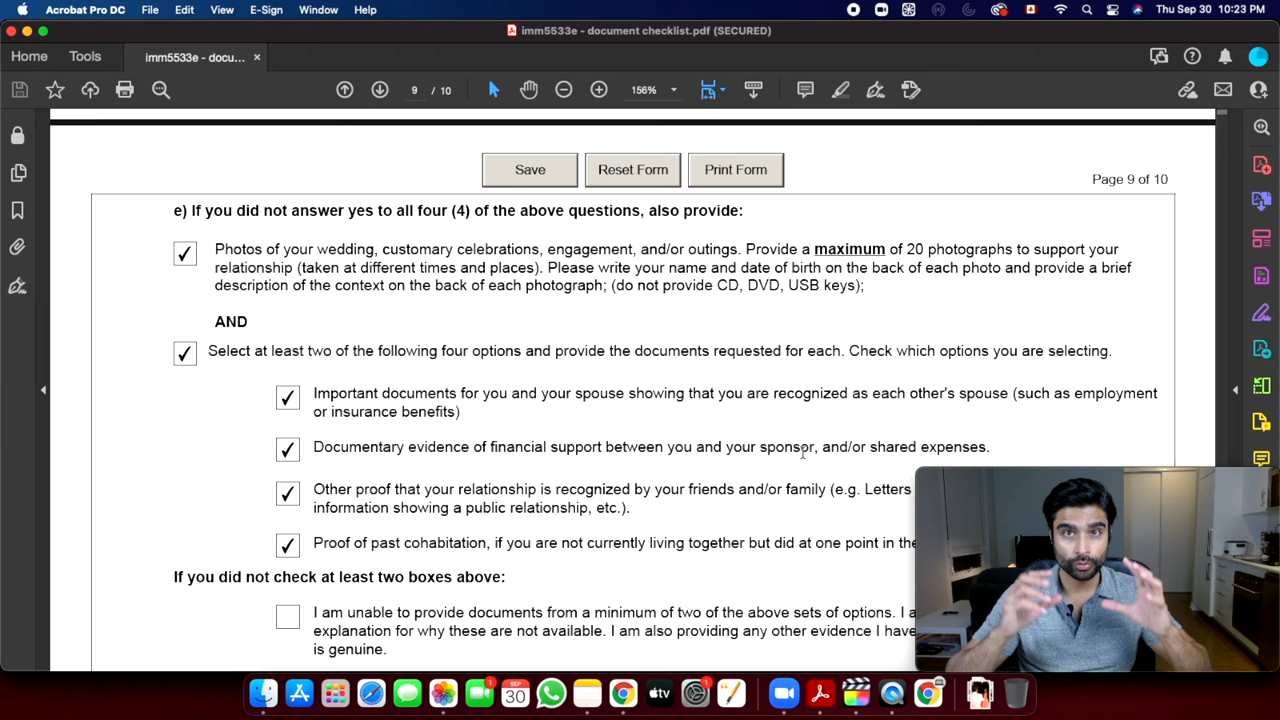 Acrobat Pro DC File Edit View E-Sign Window Help Thu Sep 30 10:23 PM
imm5533e - document checklist.pdf (SECURED)
Home Tools imm5533e - docu... ×
9 / 10 156%
Save Reset Form Print Form
Page 9 of 10
e) If you did not answer yes to all four (4) of the above questions, also provide:
Photos of your wedding, customary celebrations, engagement, and/or outings. Provide a maximum of 20 photographs to support your
relationship (taken at different times and places). Please write your name and date of birth on the back of each photo and provide a brief
description of the context on the back of each photograph; (do not provide CD, DVD, USB keys);
AND
Select at least two of the following four options and provide the documents requested for each. Check which options you are selecting.
Important documents for you and your spouse showing that you are recognized as each other's spouse (such as employment
or insurance benefits)
Documentary evidence of financial support between you and your sponsor, and/or shared expenses.
Other proof that your relationship is recognized by your friends and/or family (e.g. Letters
information showing a public relationship, etc.).
Proof of past cohabitation, if you are not currently living together but did at one point in the
If you did not check at least two boxes above:
I am unable to provide documents from a minimum of two of the above sets of options. I a
explanation for why these are not available. I am also providing any other evidence I have
is genuine.
1 SEP 30 tv 1